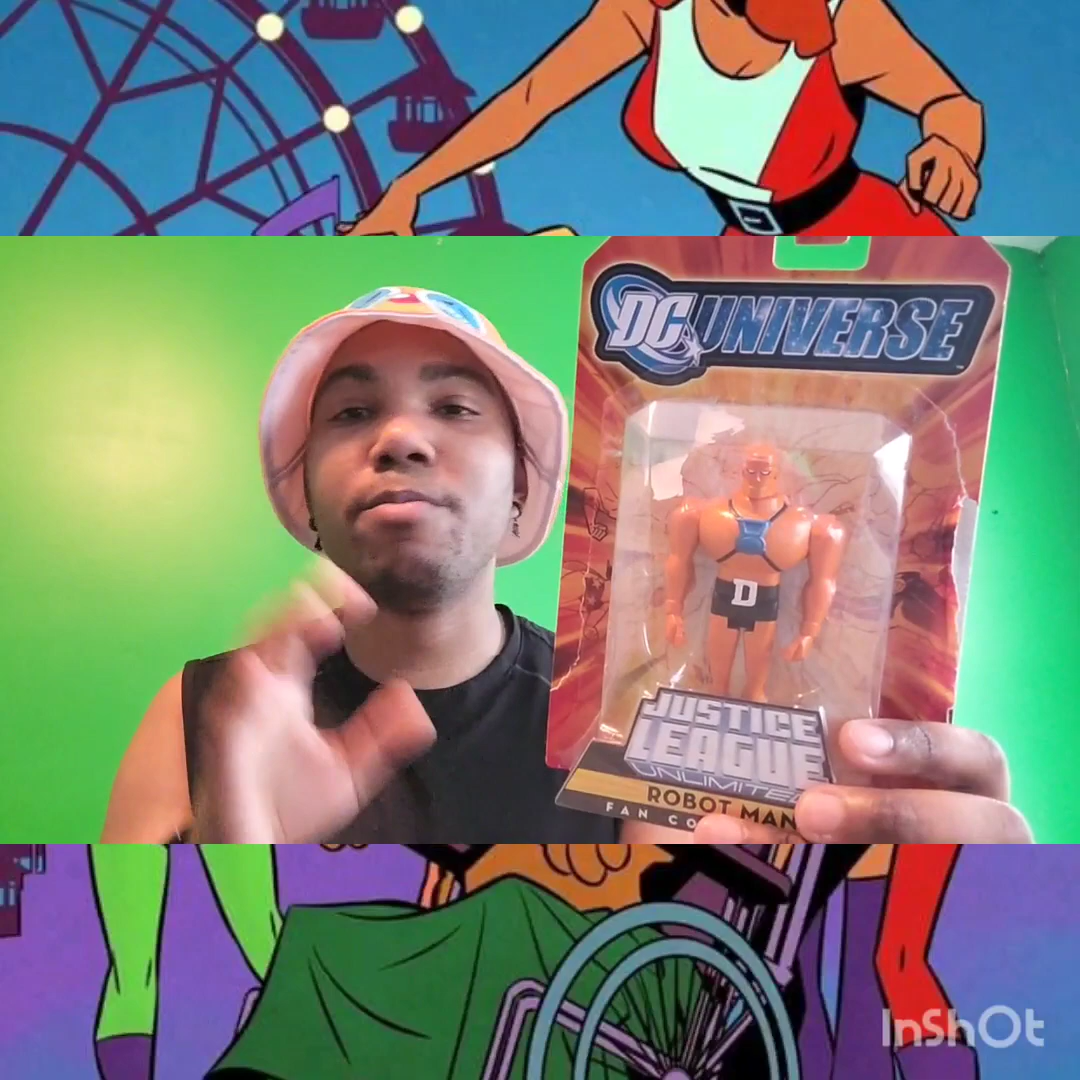 DC UNIVERSE
D
JUSTICE
LEAGUE
UNLIMITED
ROBOT MAN
FAN CO
InShOt